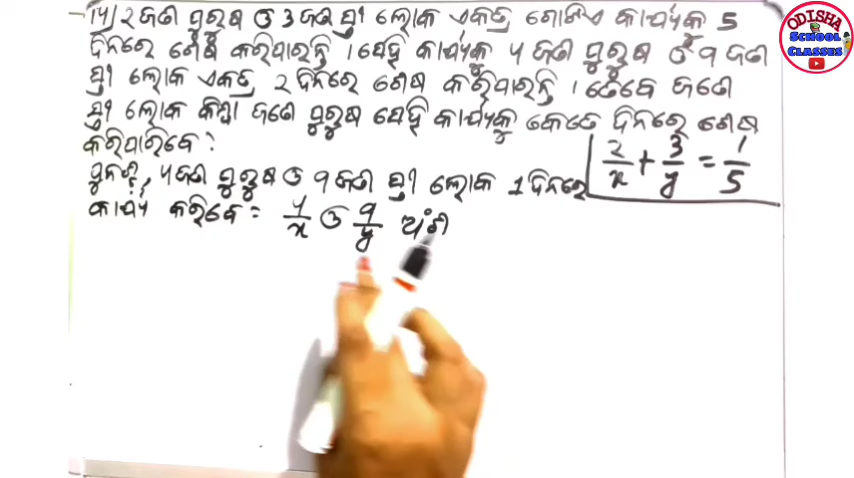 14) 2 ଜଣ ପୁରୁଷ ଓ 3 ଜଣ ସ୍ତ୍ରୀ ଲୋକ ଏକତ୍ର ଗୋଟିଏ କାର୍ଯ୍ୟକୁ 5
ଦିନରେ ଶେଷ କରିପାରନ୍ତି । ସେହି କାର୍ଯ୍ୟକୁ 4 ଜଣ ପୁରୁଷ ଓ 9 ଜଣ
ସ୍ତ୍ରୀ ଲୋକ ଏକତ୍ର 2 ଦିନରେ ଶେଷ କରିପାରନ୍ତି । ତେବେ ଜଣେ
ସ୍ତ୍ରୀ ଲୋକ କିମ୍ବା ଜଣେ ପୁରୁଷ ସେହି କାର୍ଯ୍ୟକୁ କେତେ ଦିନରେ ଶେଷ
କରିପାରିବେ ?
2/x + 3/y = 1/5
ପୁନଶ୍ଚ, 4 ଜଣ ପୁରୁଷ ଓ 9 ଜଣ ସ୍ତ୍ରୀ ଲୋକ 1 ଦିନରେ
କାର୍ଯ୍ୟ କରିବେ = 4/x ଓ 9/y ଅଂଶ
ODISHA
SCHOOL
CLASSES